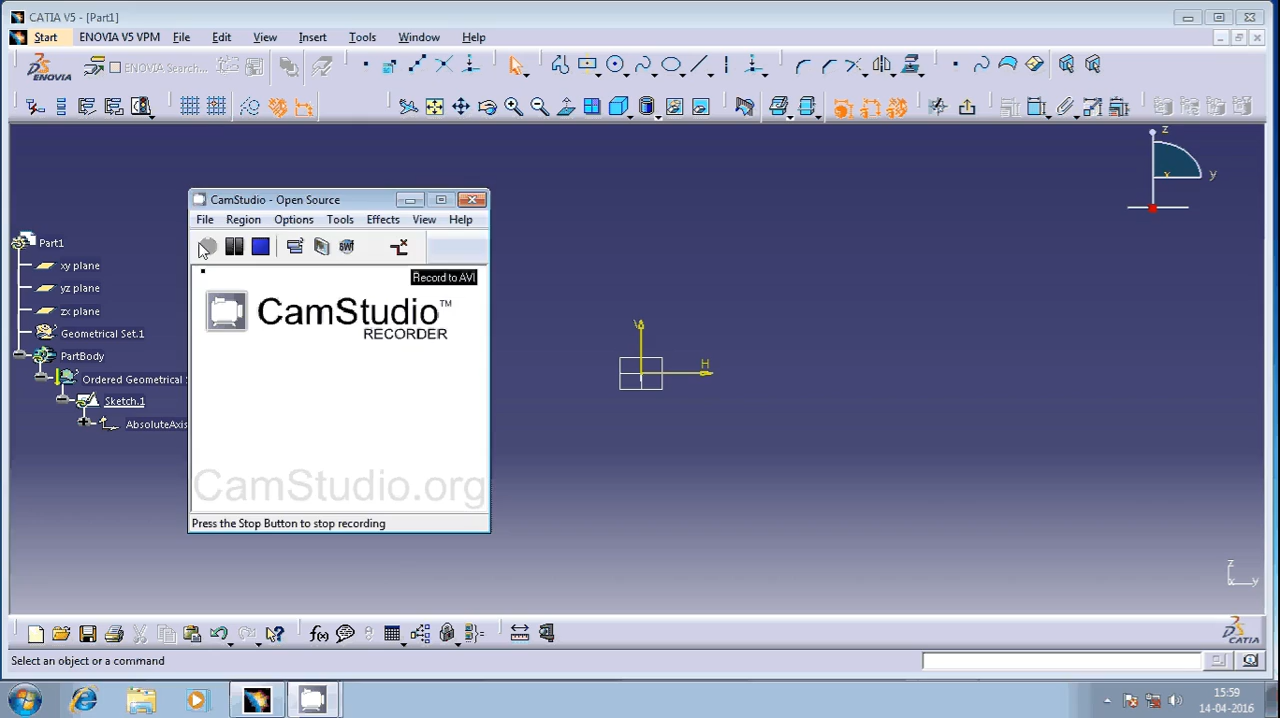 CATIA V5 - [Part1]
Start ENOVIA V5 VPM File Edit View Insert Tools Window Help
ENOVIA
ENOVIA Search...
z
x
y
CamStudio - Open Source
File Region Options Tools Effects View Help
SWF
Record to AVI
CamStudio™
RECORDER
CamStudio.org
Press the Stop Button to stop recording
Part1
xy plane
yz plane
zx plane
Geometrical Set.1
PartBody
Ordered Geometrical
Sketch.1
AbsoluteAxis
V
H
z
x y
f(x)
CATIA
Select an object or a command
15:59
14-04-2016